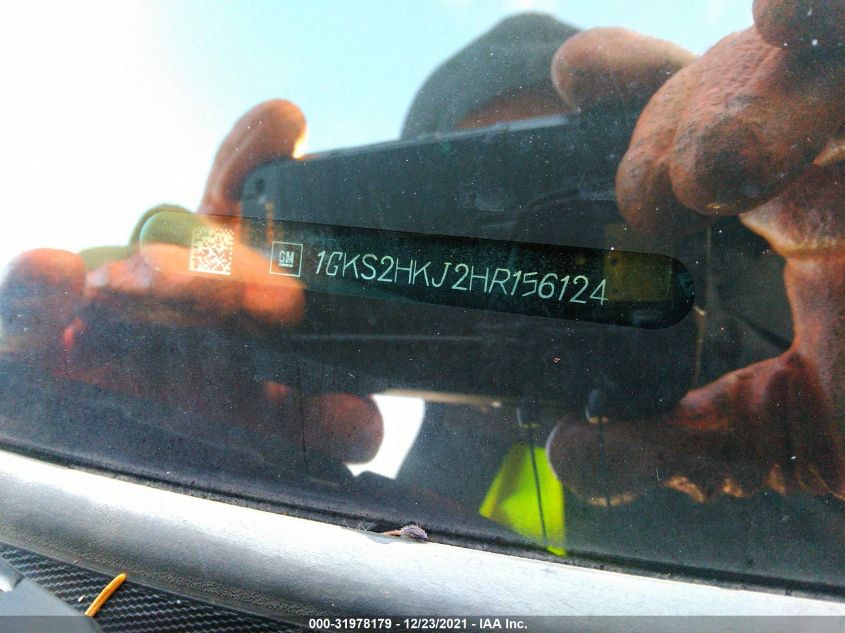 GM 1GKS2HKJ2HR156124
000-31978179 - 12/23/2021 - IAA Inc.